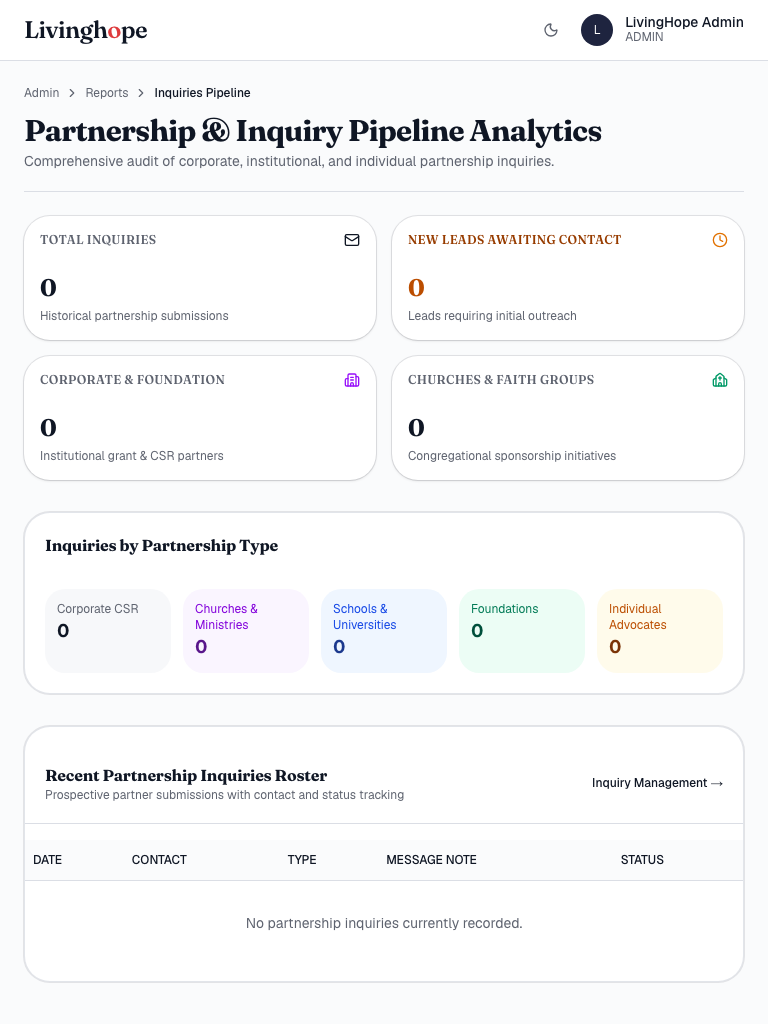 Livinghope
L
LivingHope Admin
ADMIN
Admin > Reports > Inquiries Pipeline
Partnership & Inquiry Pipeline Analytics
Comprehensive audit of corporate, institutional, and individual partnership inquiries.
TOTAL INQUIRIES
0
Historical partnership submissions
NEW LEADS AWAITING CONTACT
0
Leads requiring initial outreach
CORPORATE & FOUNDATION
0
Institutional grant & CSR partners
CHURCHES & FAITH GROUPS
0
Congregational sponsorship initiatives
Inquiries by Partnership Type
Corporate CSR
0
Churches &
Ministries
0
Schools &
Universities
0
Foundations
0
Individual
Advocates
0
Recent Partnership Inquiries Roster
Prospective partner submissions with contact and status tracking
Inquiry Management →
DATE CONTACT TYPE MESSAGE NOTE STATUS
No partnership inquiries currently recorded.